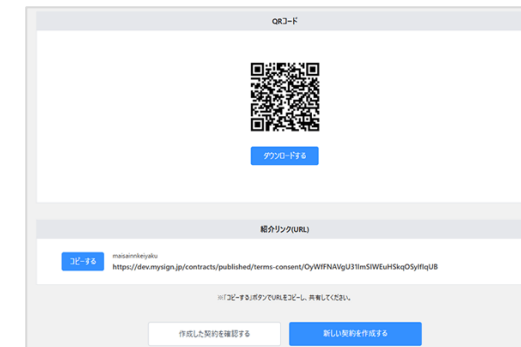 QRコード
ダウンロードする
紹介リンク(URL)
コピーする
maisainnkeiyaku
https://dev.mysign.jp/contracts/published/terms-consent/OyWfFNAVgU31lmSIWEuHSkqO5yIflqUB
※「コピーする」ボタンでURLをコピーし、共有してください。
作成した契約を確認する
新しい契約を作成する